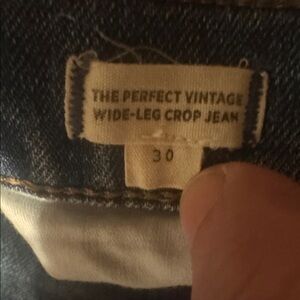 THE PERFECT VINTAGE
WIDE-LEG CROP JEAN
30